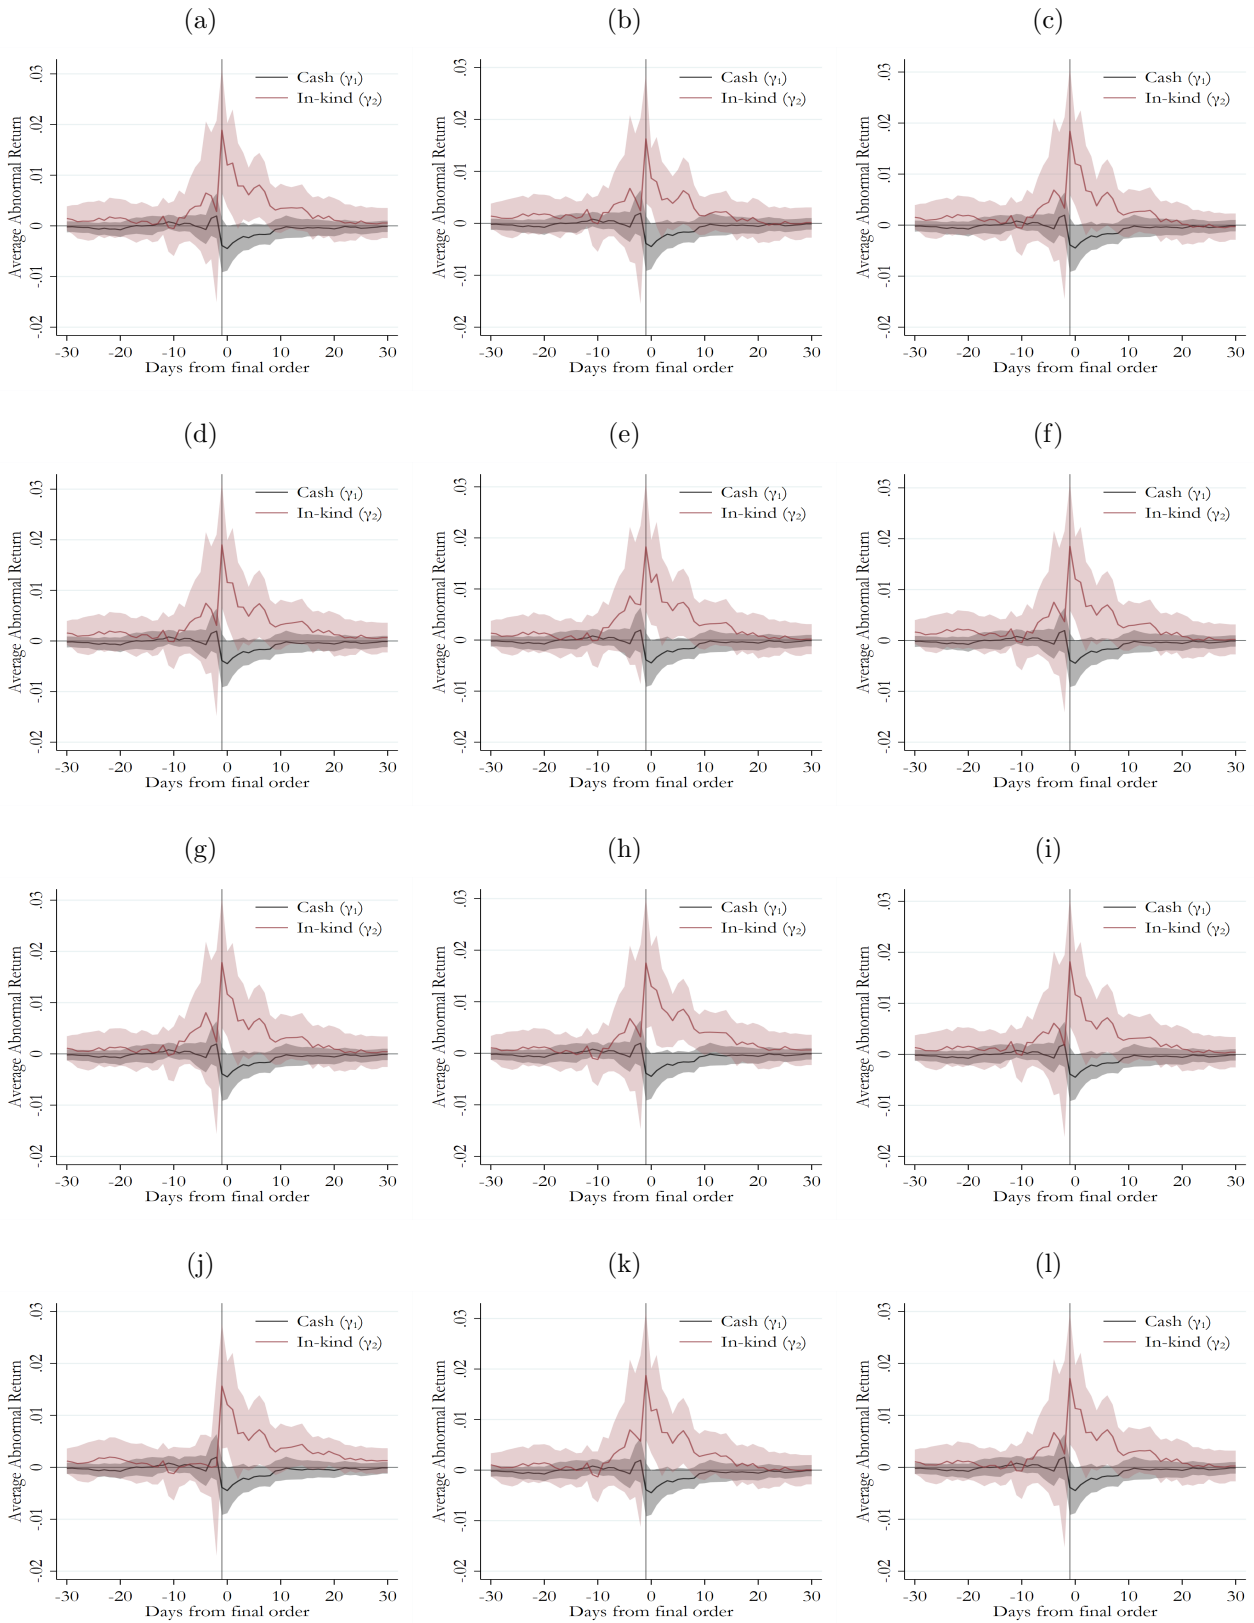 (a)
Average Abnormal Return
.03
.02
.01
0
-.01
-.02
Cash (γ₁)
In-kind (γ₂)
-30 -20 -10 0 10 20 30
Days from final order
(b)
Average Abnormal Return
.03
.02
.01
0
-.01
-.02
Cash (γ₁)
In-kind (γ₂)
-30 -20 -10 0 10 20 30
Days from final order
(c)
Average Abnormal Return
.03
.02
.01
0
-.01
-.02
Cash (γ₁)
In-kind (γ₂)
-30 -20 -10 0 10 20 30
Days from final order
(d)
Average Abnormal Return
.03
.02
.01
0
-.01
-.02
Cash (γ₁)
In-kind (γ₂)
-30 -20 -10 0 10 20 30
Days from final order
(e)
Average Abnormal Return
.03
.02
.01
0
-.01
-.02
Cash (γ₁)
In-kind (γ₂)
-30 -20 -10 0 10 20 30
Days from final order
(f)
Average Abnormal Return
.03
.02
.01
0
-.01
-.02
Cash (γ₁)
In-kind (γ₂)
-30 -20 -10 0 10 20 30
Days from final order
(g)
Average Abnormal Return
.03
.02
.01
0
-.01
-.02
Cash (γ₁)
In-kind (γ₂)
-30 -20 -10 0 10 20 30
Days from final order
(h)
Average Abnormal Return
.03
.02
.01
0
-.01
-.02
Cash (γ₁)
In-kind (γ₂)
-30 -20 -10 0 10 20 30
Days from final order
(i)
Average Abnormal Return
.03
.02
.01
0
-.01
-.02
Cash (γ₁)
In-kind (γ₂)
-30 -20 -10 0 10 20 30
Days from final order
(j)
Average Abnormal Return
.03
.02
.01
0
-.01
-.02
Cash (γ₁)
In-kind (γ₂)
-30 -20 -10 0 10 20 30
Days from final order
(k)
Average Abnormal Return
.03
.02
.01
0
-.01
-.02
Cash (γ₁)
In-kind (γ₂)
-30 -20 -10 0 10 20 30
Days from final order
(l)
Average Abnormal Return
.03
.02
.01
0
-.01
-.02
Cash (γ₁)
In-kind (γ₂)
-30 -20 -10 0 10 20 30
Days from final order